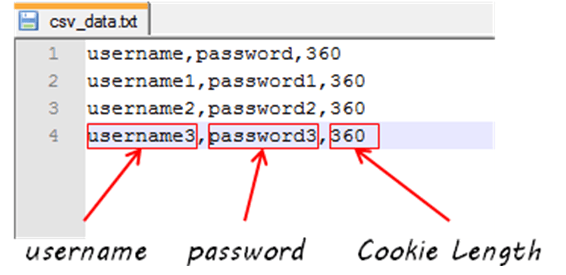 csv_data.txt
1 username,password,360
2 username1,password1,360
3 username2,password2,360
4 username3,password3,360
username password Cookie Length